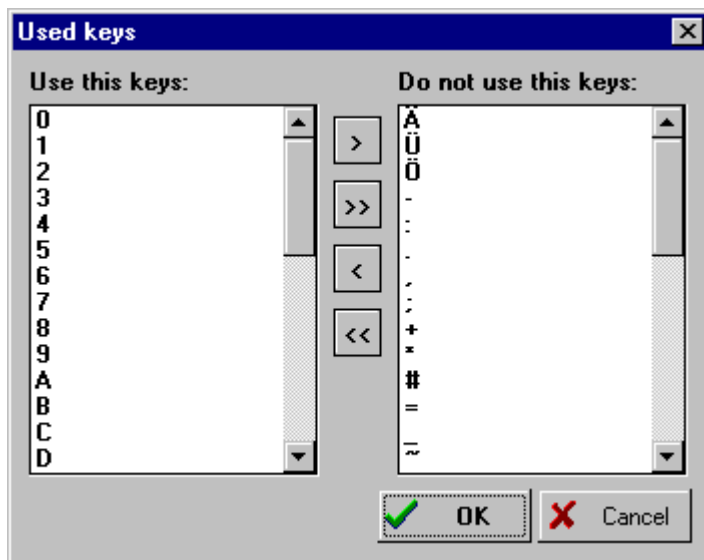 Used keys
Use this keys:
Do not use this keys:
0
1
2
3
4
5
6
7
8
9
A
B
C
D
>
>>
<
<<
Ä
Ü
Ö
-
:
.
,
;
+
*
#
=
_
~
OK
Cancel